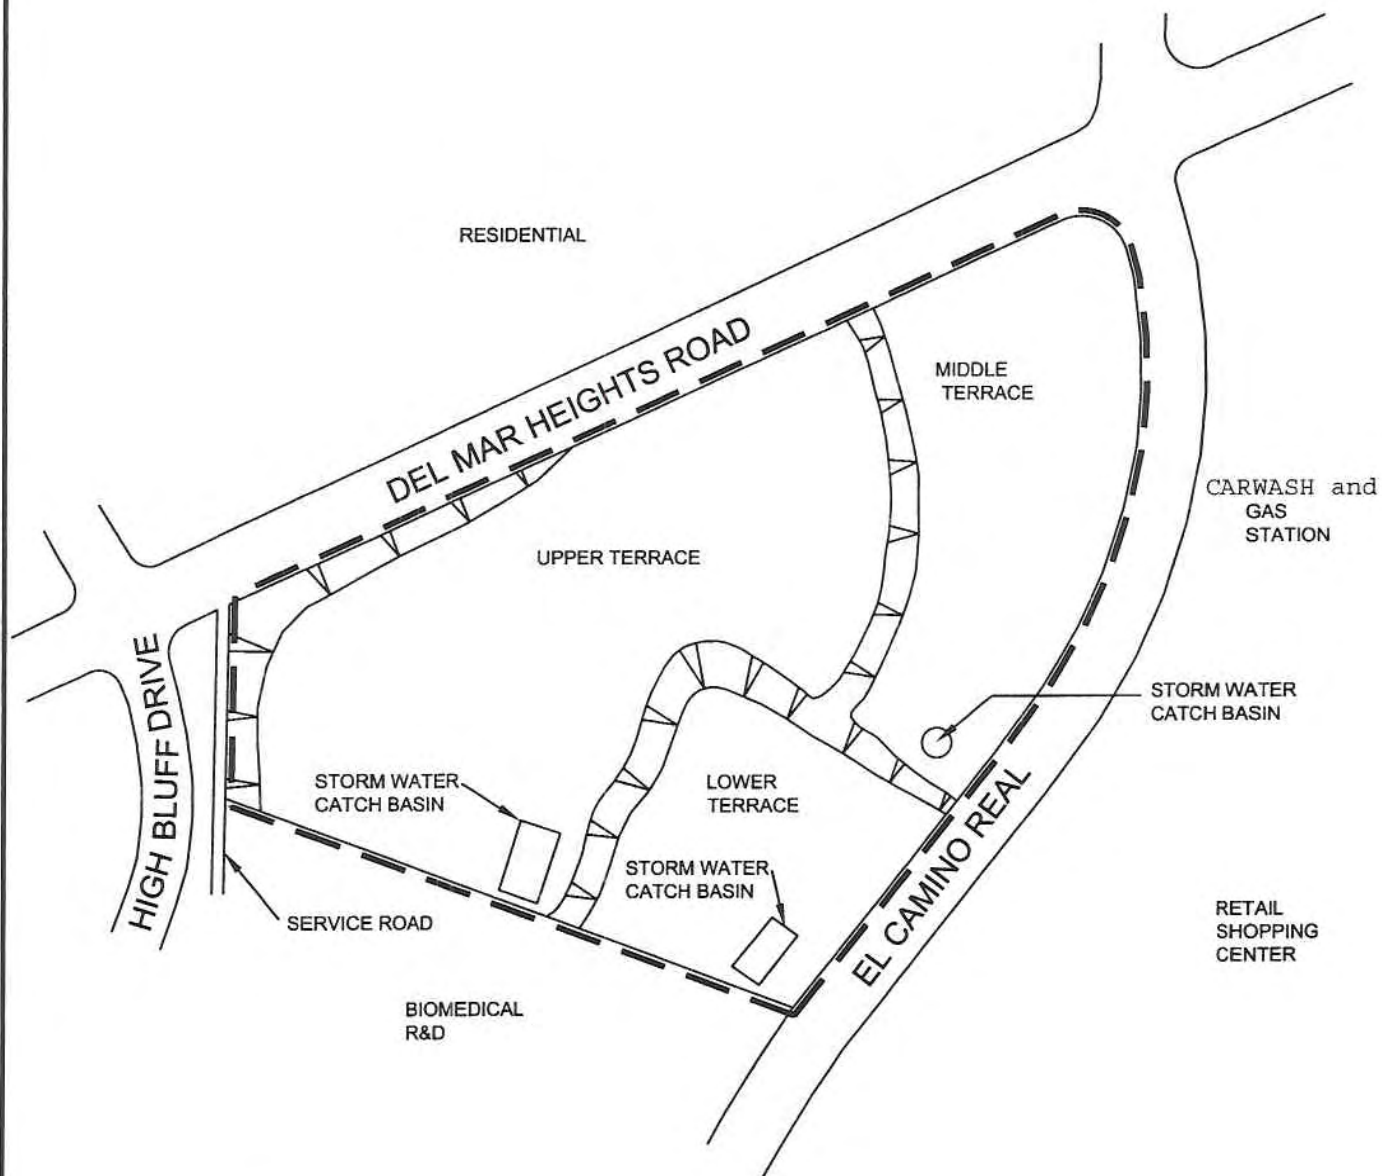 RESIDENTIAL
DEL MAR HEIGHTS ROAD
MIDDLE
TERRACE
CARWASH and
GAS
STATION
UPPER TERRACE
HIGH BLUFF DRIVE
STORM WATER
CATCH BASIN
STORM WATER
CATCH BASIN
LOWER
TERRACE
STORM WATER
CATCH BASIN
EL CAMINO REAL
SERVICE ROAD
RETAIL
SHOPPING
CENTER
BIOMEDICAL
R&D